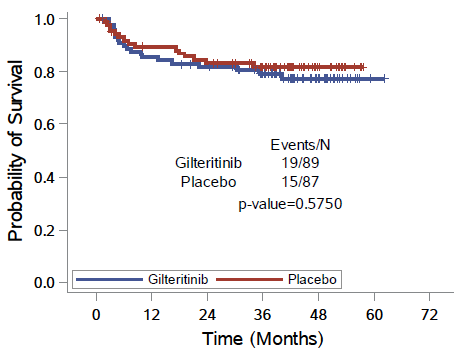 Probability of Survival
1.0
0.8
0.6
0.4
0.2
0.0
Events/N
Gilteritinib 19/89
Placebo 15/87
p-value=0.5750
Gilteritinib Placebo
0 12 24 36 48 60 72
Time (Months)